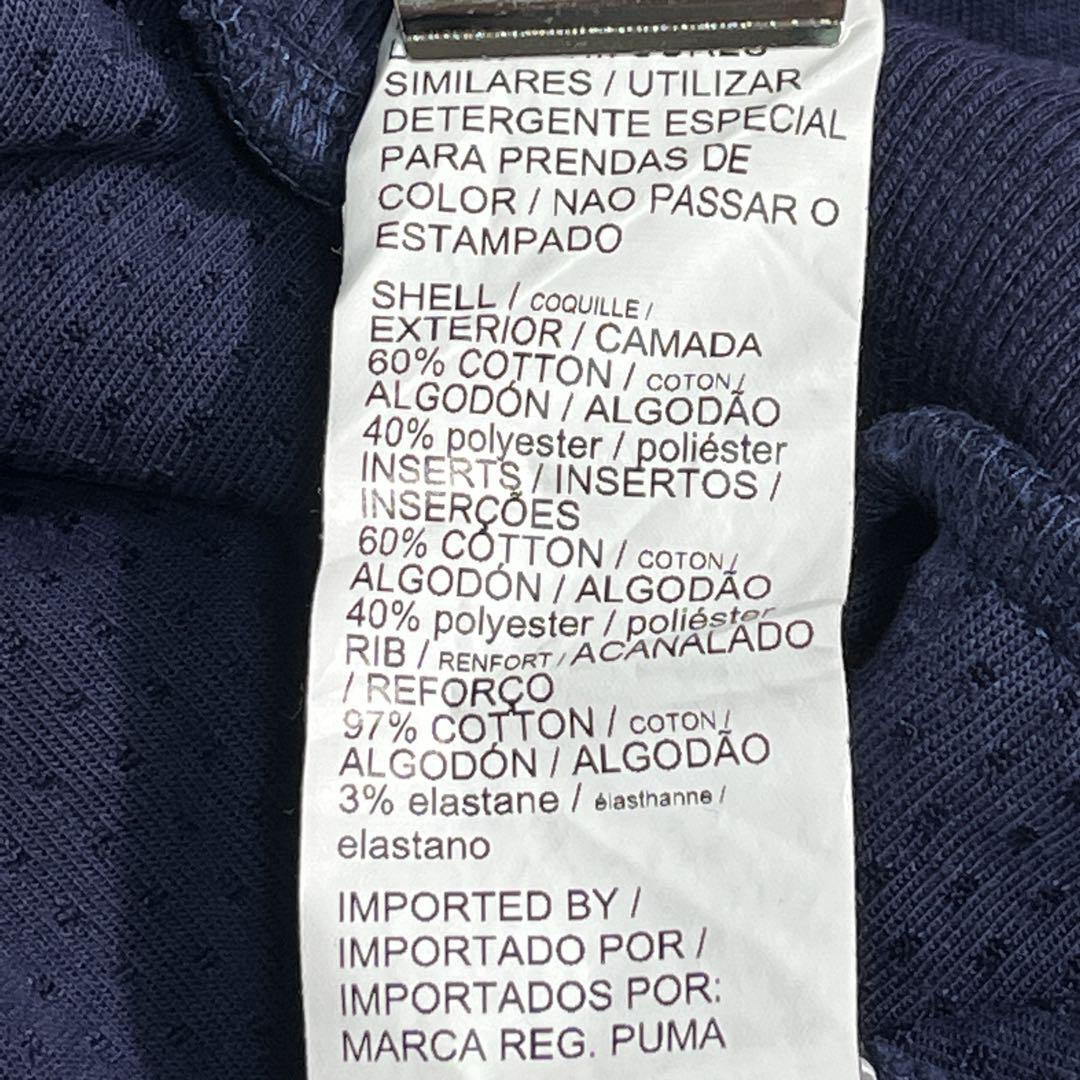 SIMILARES / UTILIZAR
DETERGENTE ESPECIAL
PARA PRENDAS DE
COLOR / NAO PASSAR O
ESTAMPADO
SHELL / COQUILLE /
EXTERIOR / CAMADA
60% COTTON / COTON /
ALGODÓN / ALGODÃO
40% polyester / poliéster
INSERTS / INSERTOS /
INSERÇÕES
60% COTTON / COTON /
ALGODÓN / ALGODÃO
40% polyester / poliéster
RIB / RENFORT / ACANALADO
/ REFORÇO
97% COTTON / COTON /
ALGODÓN / ALGODÃO
3% elastane / élasthanne /
elastano
IMPORTED BY /
IMPORTADO POR /
IMPORTADOS POR:
MARCA REG. PUMA